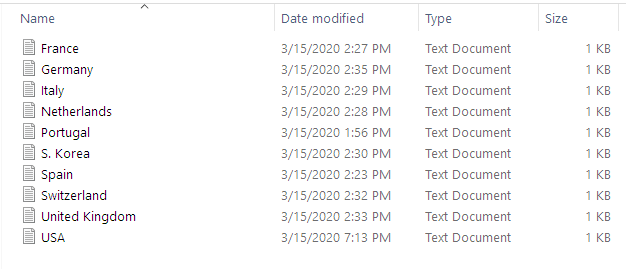 Name Date modified Type Size
France 3/15/2020 2:27 PM Text Document 1 KB
Germany 3/15/2020 2:35 PM Text Document 1 KB
Italy 3/15/2020 2:29 PM Text Document 1 KB
Netherlands 3/15/2020 2:28 PM Text Document 1 KB
Portugal 3/15/2020 1:56 PM Text Document 1 KB
S. Korea 3/15/2020 2:30 PM Text Document 1 KB
Spain 3/15/2020 2:23 PM Text Document 1 KB
Switzerland 3/15/2020 2:32 PM Text Document 1 KB
United Kingdom 3/15/2020 2:33 PM Text Document 1 KB
USA 3/15/2020 7:13 PM Text Document 1 KB